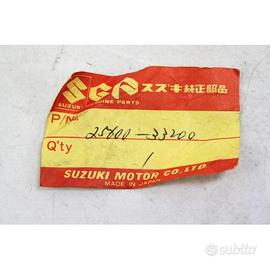 SGP スズキ純正部品
SUZUKI GENUINE PARTS
P/No. 25600-33200
Q'ty 1
SUZUKI MOTOR CO., LTD.
MADE IN JAPAN
subito